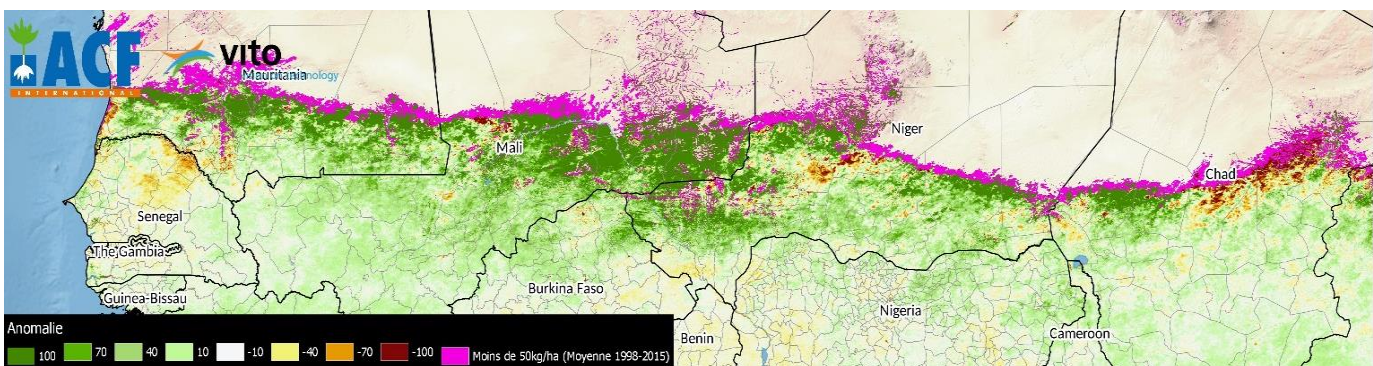 ACF
INTERNATIONAL
vito
Mauritania
Niger
Mali
Chad
Senegal
The Gambia
Burkina Faso
Guinea-Bissau
Nigeria
Benin
Cameroon
Anomalie
100 70 40 10 -10 -40 -70 -100 Moins de 50kg/ha (Moyenne 1998-2015)